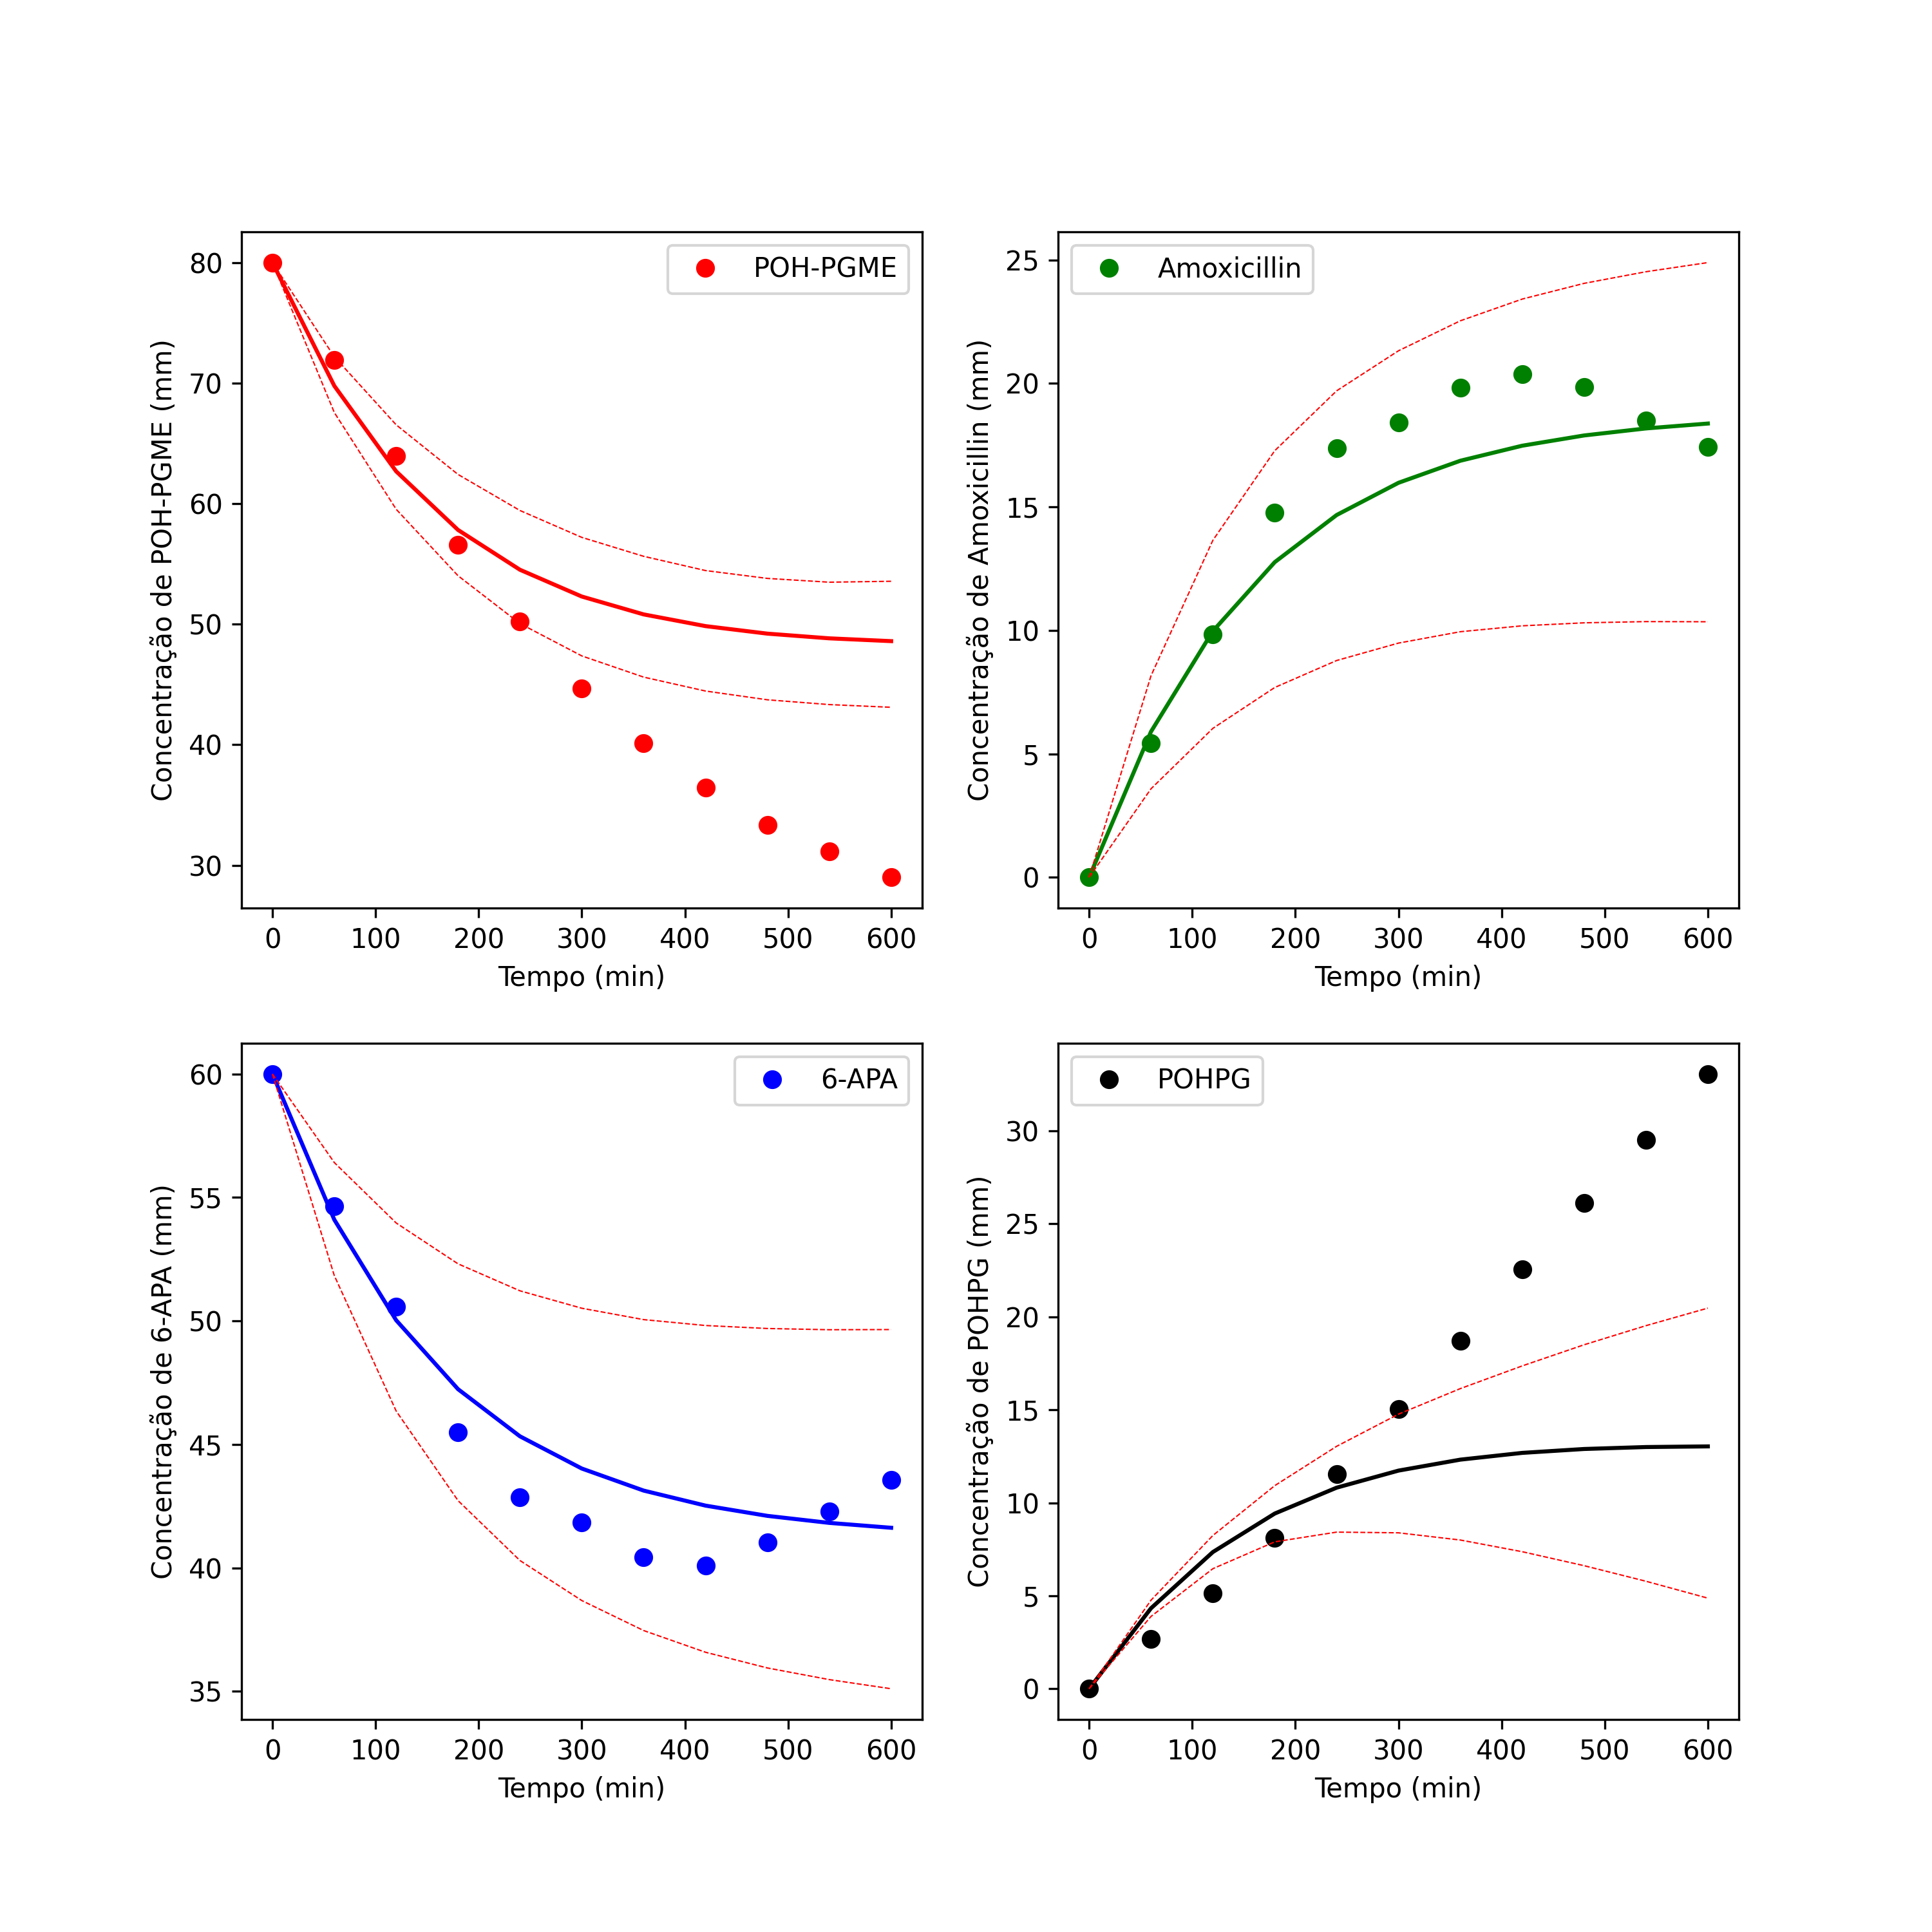 POH-PGME
Concentração de POH-PGME (mm)
80
70
60
50
40
30
0 100 200 300 400 500 600
Tempo (min)
Amoxicillin
Concentração de Amoxicillin (mm)
25
20
15
10
5
0
0 100 200 300 400 500 600
Tempo (min)
6-APA
Concentração de 6-APA (mm)
60
55
50
45
40
35
0 100 200 300 400 500 600
Tempo (min)
POHPG
Concentração de POHPG (mm)
30
25
20
15
10
5
0
0 100 200 300 400 500 600
Tempo (min)